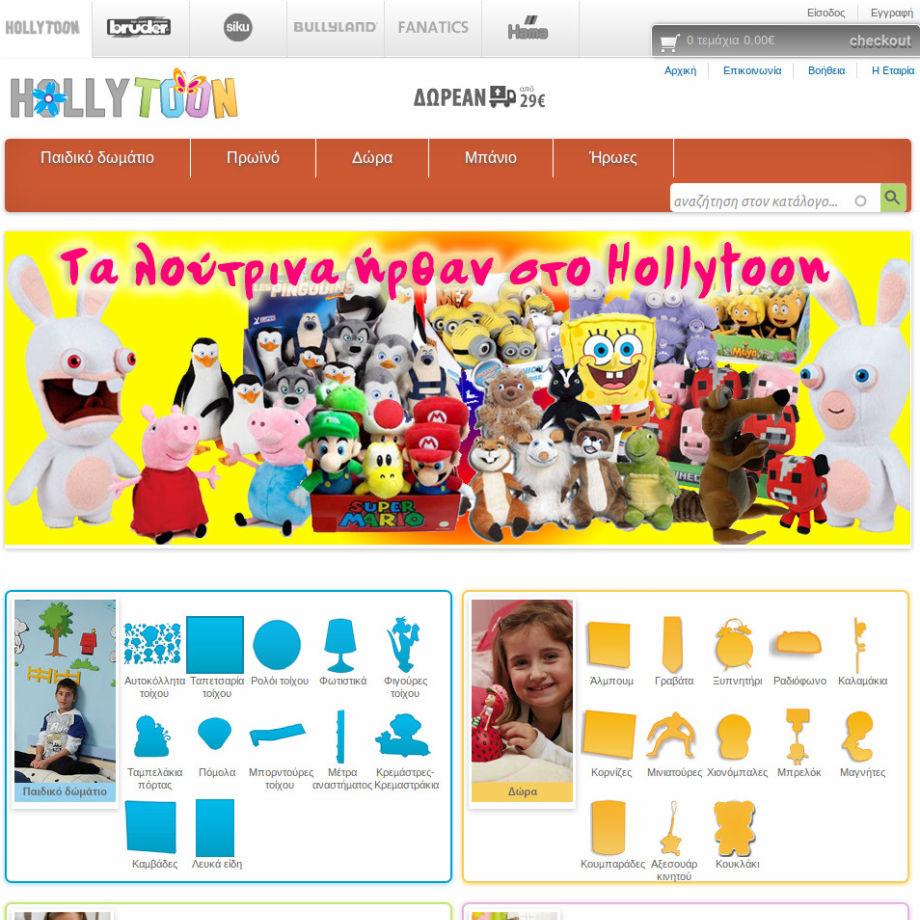 HOLLYTOON
bruder
siku
BULLYLAND
FANATICS
Hama
Είσοδος
Εγγραφή
0 τεμάχια 0,00€
checkout
Αρχική
Επικοινωνία
Βοήθεια
Η Εταιρία
HOLLYTOON
ΔΩΡΕΑΝ από 29€
Παιδικό δωμάτιο
Πρωϊνό
Δώρα
Μπάνιο
Ήρωες
αναζήτηση στον κατάλογο...
Τα λούτρινα ήρθαν στο Hollytoon
LES PINGOUINS
Maya
SUPER
MARIO
Αυτοκόλλητα τοίχου
Ταπετσαρία τοίχου
Ρολόι τοίχου
Φωτιστικά
Φιγούρες τοίχου
Ταμπελάκια πόρτας
Πόμολα
Μπορντούρες τοίχου
Μέτρα αναστήματος
Κρεμάστρες-Κρεμαστράκια
Παιδικό δώμάτιο
Καμβάδες
Λευκά είδη
Άλμπουμ
Γραβάτα
Ξυπνητήρι
Ραδιόφωνο
Καλαμάκια
Κορνίζες
Μινιατούρες
Χιονόμπαλες
Μπρελόκ
Μαγνήτες
Δώρα
Κουμπαράδες
Αξεσουάρ κινητού
Κουκλάκι